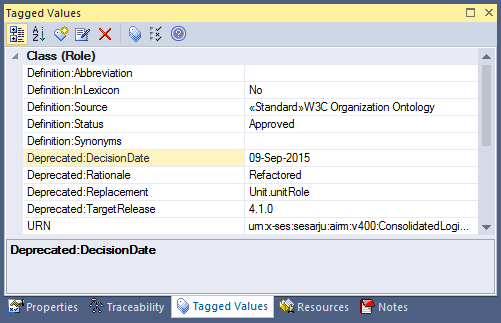 Tagged Values
Class (Role)
Definition:Abbreviation
Definition:InLexicon No
Definition:Source «Standard»W3C Organization Ontology
Definition:Status Approved
Definition:Synonyms
Deprecated:DecisionDate 09-Sep-2015
Deprecated:Rationale Refactored
Deprecated:Replacement Unit.unitRole
Deprecated:TargetRelease 4.1.0
URN urn:x-ses:sesarju:airm:v400:ConsolidatedLogi...
Deprecated:DecisionDate
Properties Traceability Tagged Values Resources Notes